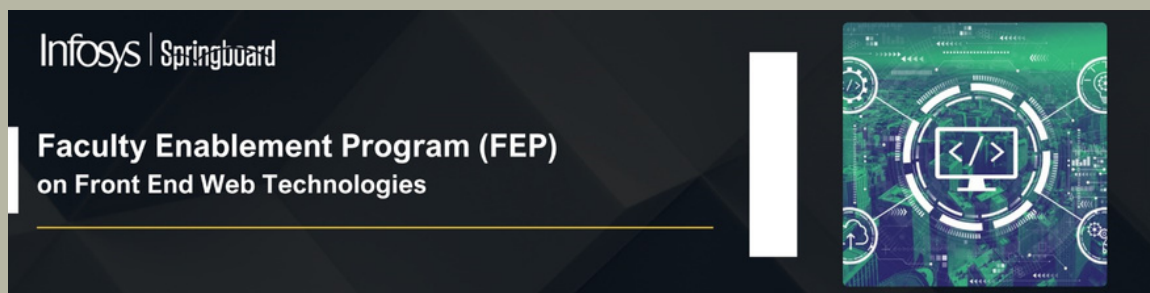 Infosys | Springboard
Faculty Enablement Program (FEP)
on Front End Web Technologies
</>
</>